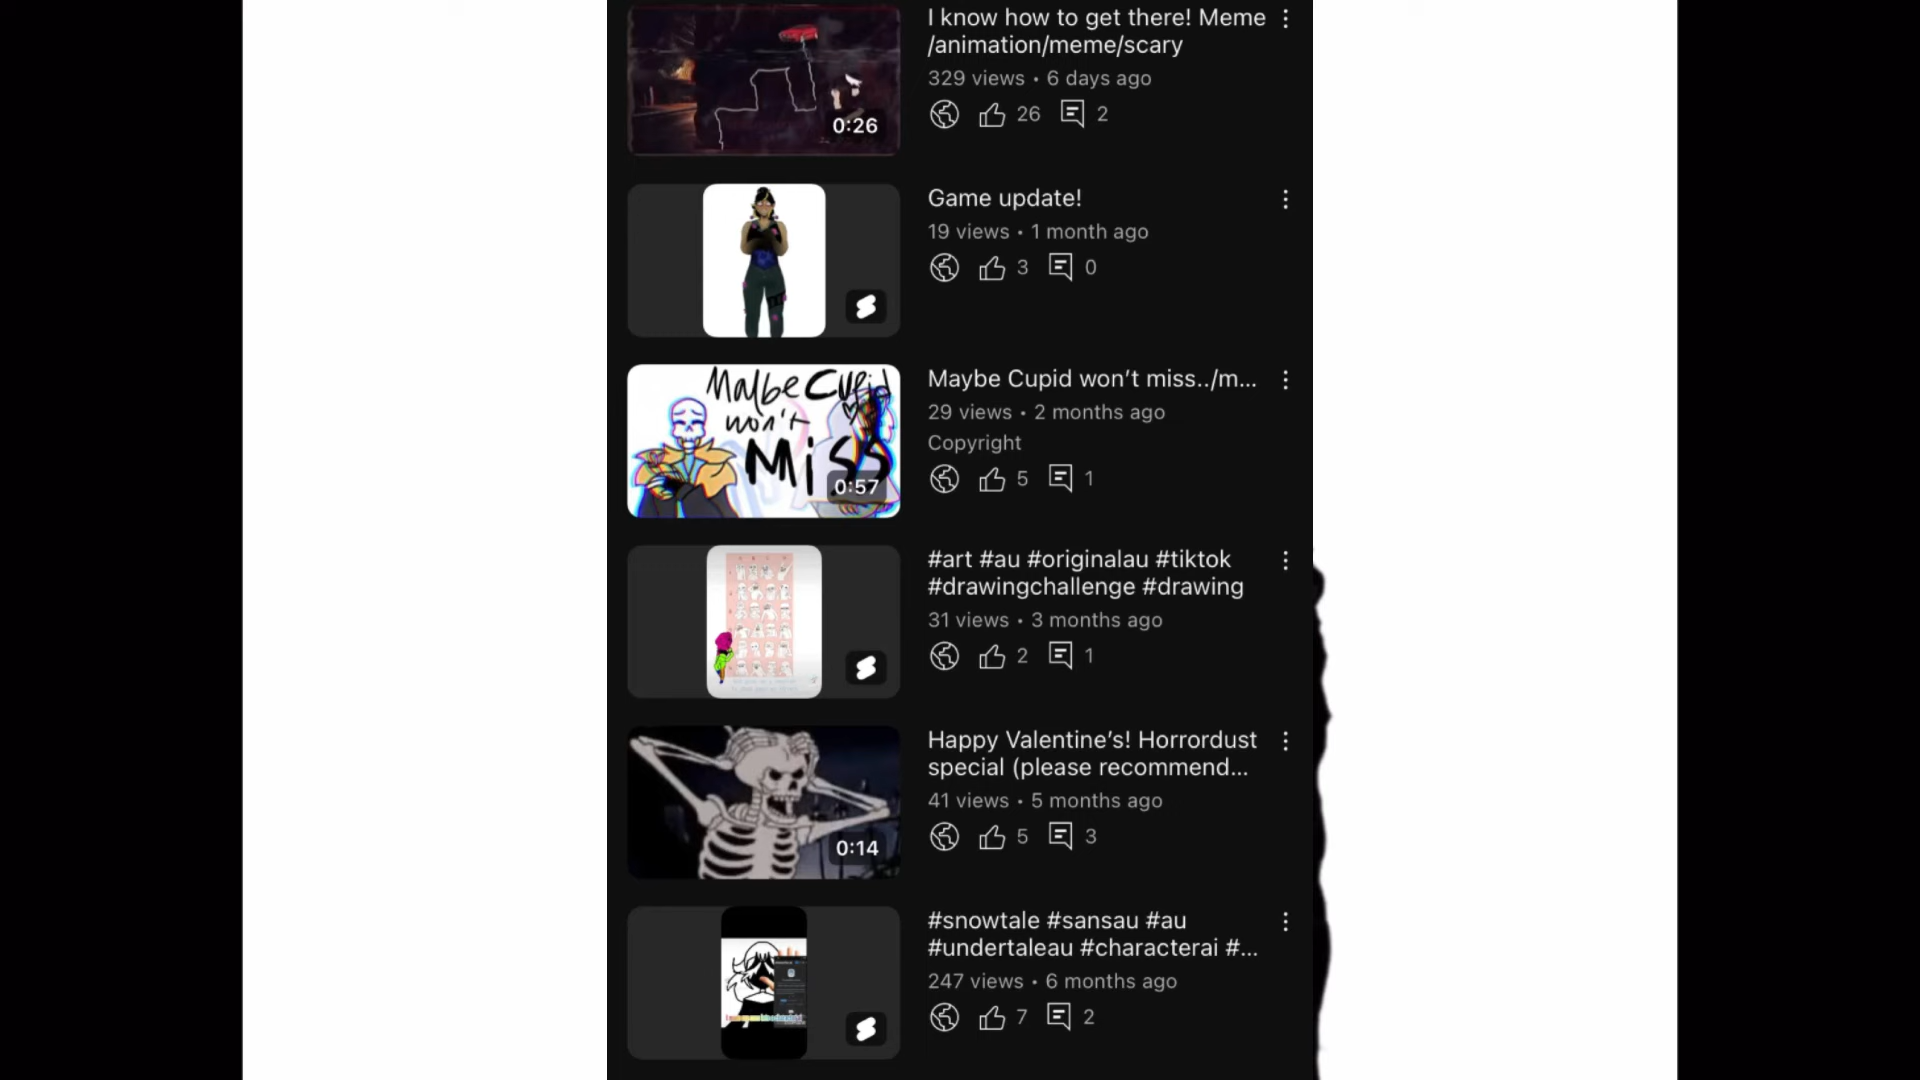 I know how to get there! Meme
/animation/meme/scary
329 views • 6 days ago
26 2
0:26
Game update!
19 views • 1 month ago
3 0
Maybe Cupid won't
Miss
0:57
Maybe Cupid won’t miss../m...
29 views • 2 months ago
Copyright
5 1
#art #au #originalau #tiktok
#drawingchallenge #drawing
31 views • 3 months ago
2 1
Happy Valentine’s! Horrordust
special (please recommend...
41 views • 5 months ago
5 3
0:14
#snowtale #sansau #au
#undertaleau #characterai #...
247 views • 6 months ago
7 2